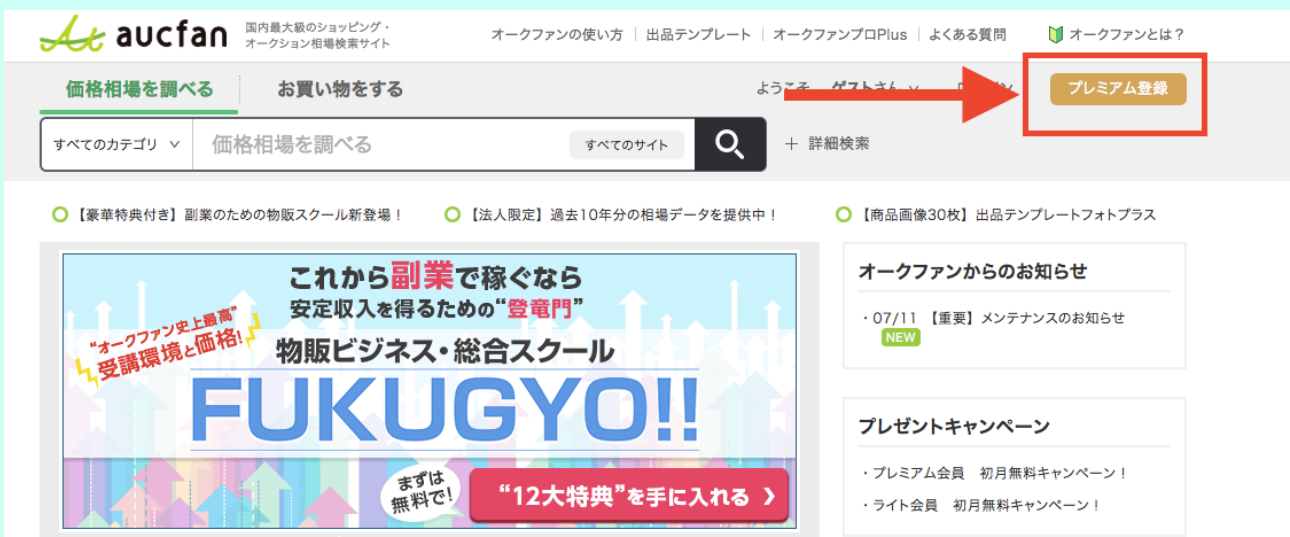 aucfan
国内最大級のショッピング・
オークション相場検索サイト
オークファンの使い方
出品テンプレート
オークファンプロPlus
よくある質問
オークファンとは？
価格相場を調べる
お買い物をする
ようこそ
ゲストさん
プレミアム登録
すべてのカテゴリ
価格相場を調べる
すべてのサイト
＋ 詳細検索
【豪華特典付き】副業のための物販スクール新登場！
【法人限定】過去10年分の相場データを提供中！
【商品画像30枚】出品テンプレートフォトプラス
これから副業で稼ぐなら
安定収入を得るための“登竜門”
“オークファン史上最高”
受講環境と価格!
物販ビジネス・総合スクール
FUKUGYO!!
まずは
無料で!
“12大特典”を手に入れる 》
オークファンからのお知らせ
・07/11 【重要】メンテナンスのお知らせ
NEW
プレゼントキャンペーン
・プレミアム会員　初月無料キャンペーン！
・ライト会員　初月無料キャンペーン！